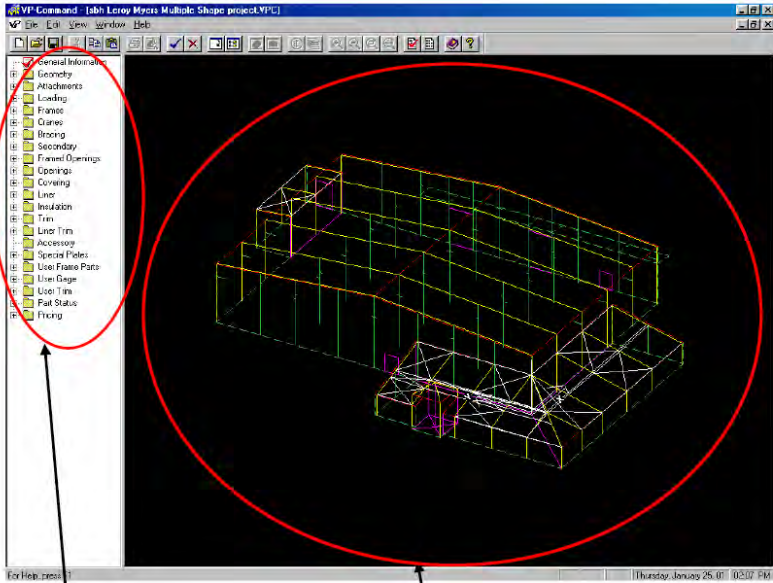 VP-Command - [sbh Leroy Myers Multiple Shape project.VPC]
File Edit View Window Help
General Information
Geometry
Attachments
Loading
Frames
Cranes
Bracing
Secondary
Framed Openings
Openings
Covering
Liner
Insulation
Trim
Liner Trim
Accessory
Special Plates
User Frame Parts
User Gage
User Trim
Part Status
Pricing
For Help, press
Thursday, January 25, 01 02:07 PM